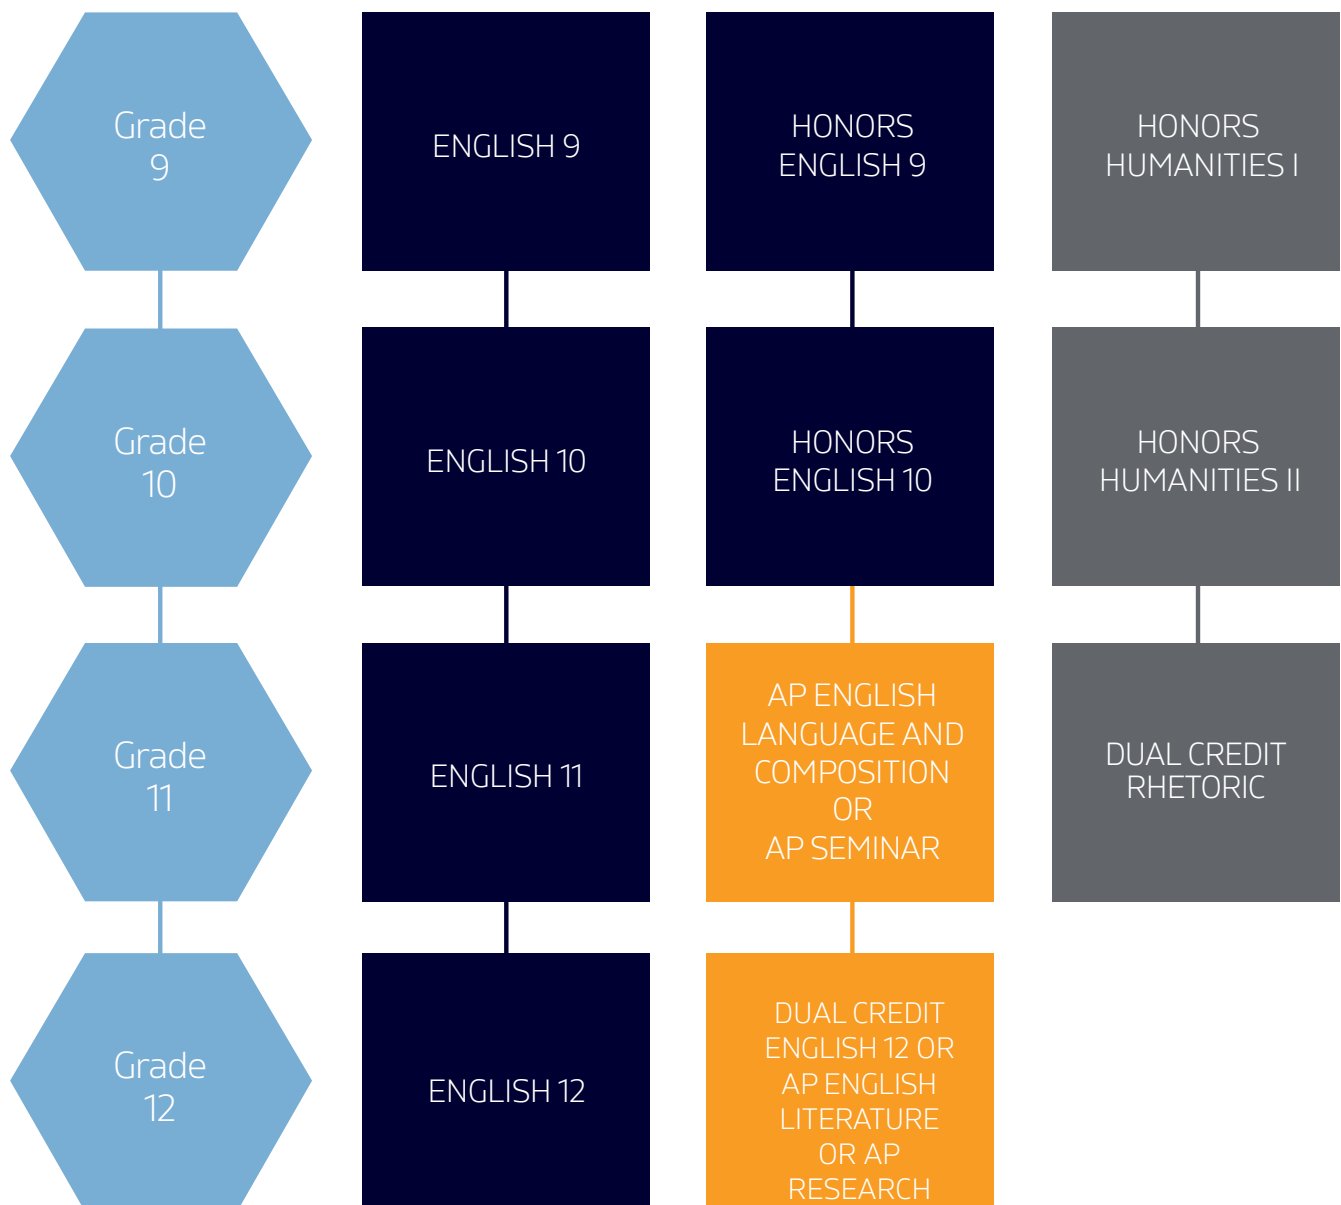 Grade
9
ENGLISH 9
HONORS
ENGLISH 9
HONORS
HUMANITIES I
Grade
10
ENGLISH 10
HONORS
ENGLISH 10
HONORS
HUMANITIES II
Grade
11
ENGLISH 11
AP ENGLISH
LANGUAGE AND
COMPOSITION
OR
AP SEMINAR
DUAL CREDIT
RHETORIC
Grade
12
ENGLISH 12
DUAL CREDIT
ENGLISH 12 OR
AP ENGLISH
LITERATURE
OR AP
RESEARCH